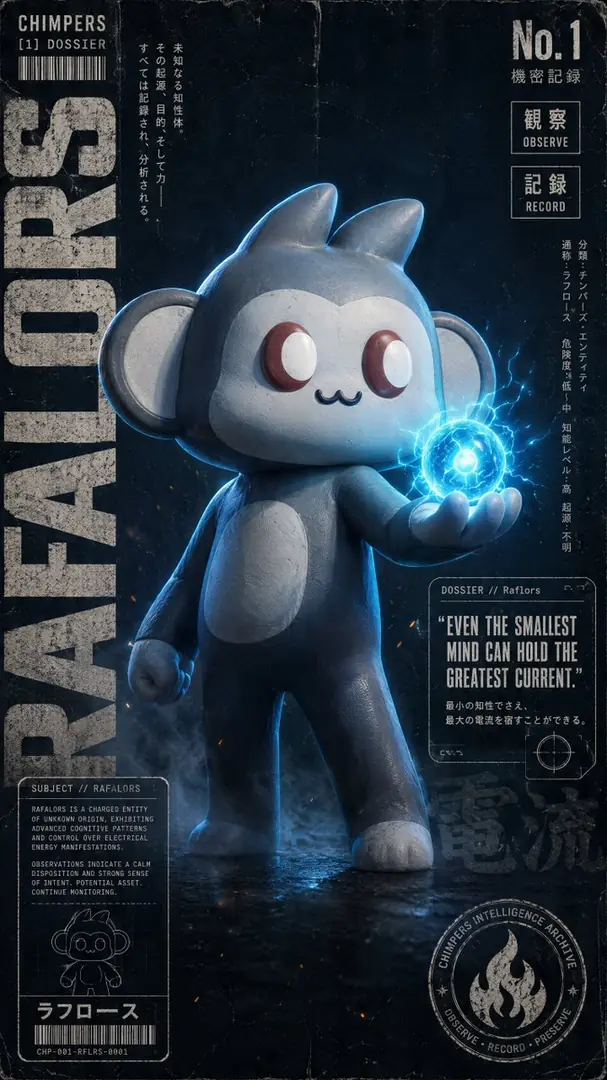 CHIMPERS
[1] DOSSIER
No.1
機密記録
観察
OBSERVE
記録
RECORD
未知なる知性体。
その起源、目的、そして力——
すべては記録され、分析される。
RAFALORS
分類：チンパーズ・エンティティ
通称：ラフロース 危険度：低〜中 知能レベル：高 起源：不明
DOSSIER // Raflors
“EVEN THE SMALLEST
MIND CAN HOLD THE
GREATEST CURRENT.”
最小の知性でさえ、
最大の電流を宿すことができる。
電流
SUBJECT // RAFALORS
RAFALORS IS A CHARGED ENTITY
OF UNKKOWN ORIGIN, EXHIBITING
ADVANCED COGNITIVE PATTERNS
AND CONTROL OVER ELECTRICAL
ENERGY MANIFESTATIONS.
OBSERVATIONS INDICATE A CALM
DISPOSITION AND STRONG SENSE
OF INTENT. POTENTIAL ASSET.
CONTINUE MONITORING.
ラフロース
CHP-001-RFLRS-0001
CHIMPERS INTELLIGENCE ARCHIVE
OBSERVE • RECORD • PRESERVE